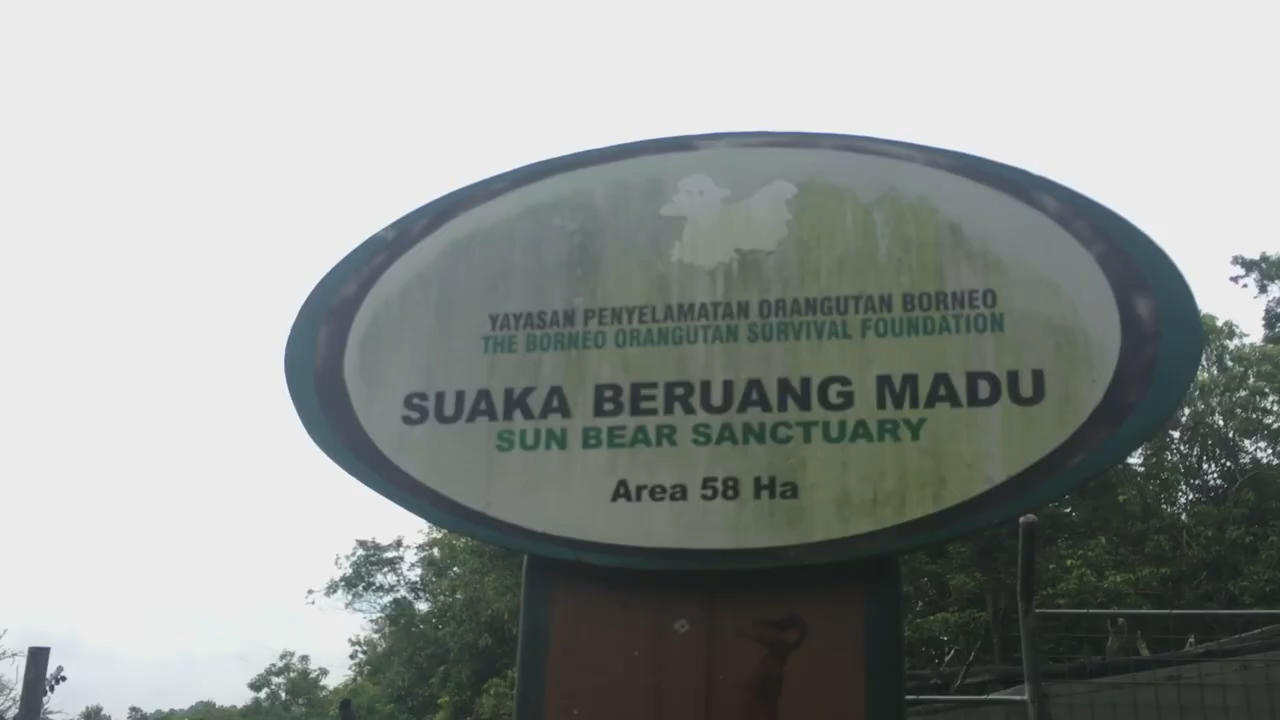 YAYASAN PENYELAMATAN ORANGUTAN BORNEO
THE BORNEO ORANGUTAN SURVIVAL FOUNDATION
SUAKA BERUANG MADU
SUN BEAR SANCTUARY
Area 58 Ha